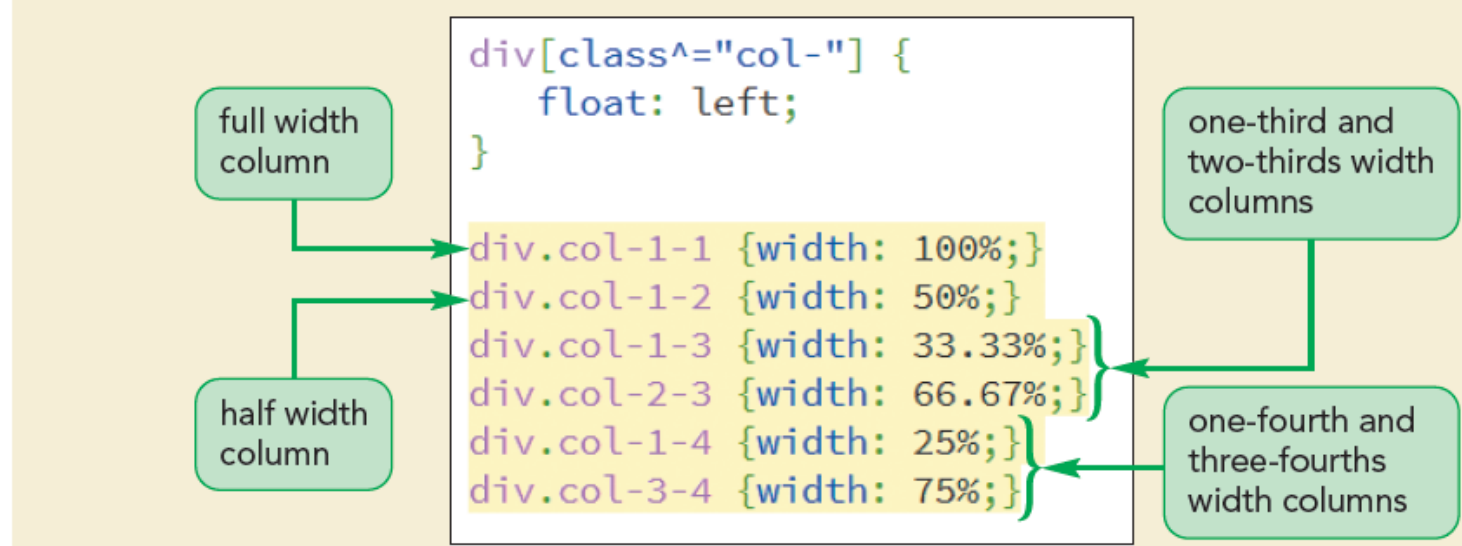 div[class^="col-"] {
float: left;
}
full width
column
one-third and
two-thirds width
columns
div.col-1-1 {width: 100%;}
div.col-1-2 {width: 50%;}
div.col-1-3 {width: 33.33%;}
div.col-2-3 {width: 66.67%;}
div.col-1-4 {width: 25%;}
div.col-3-4 {width: 75%;}
half width
column
one-fourth and
three-fourths
width columns